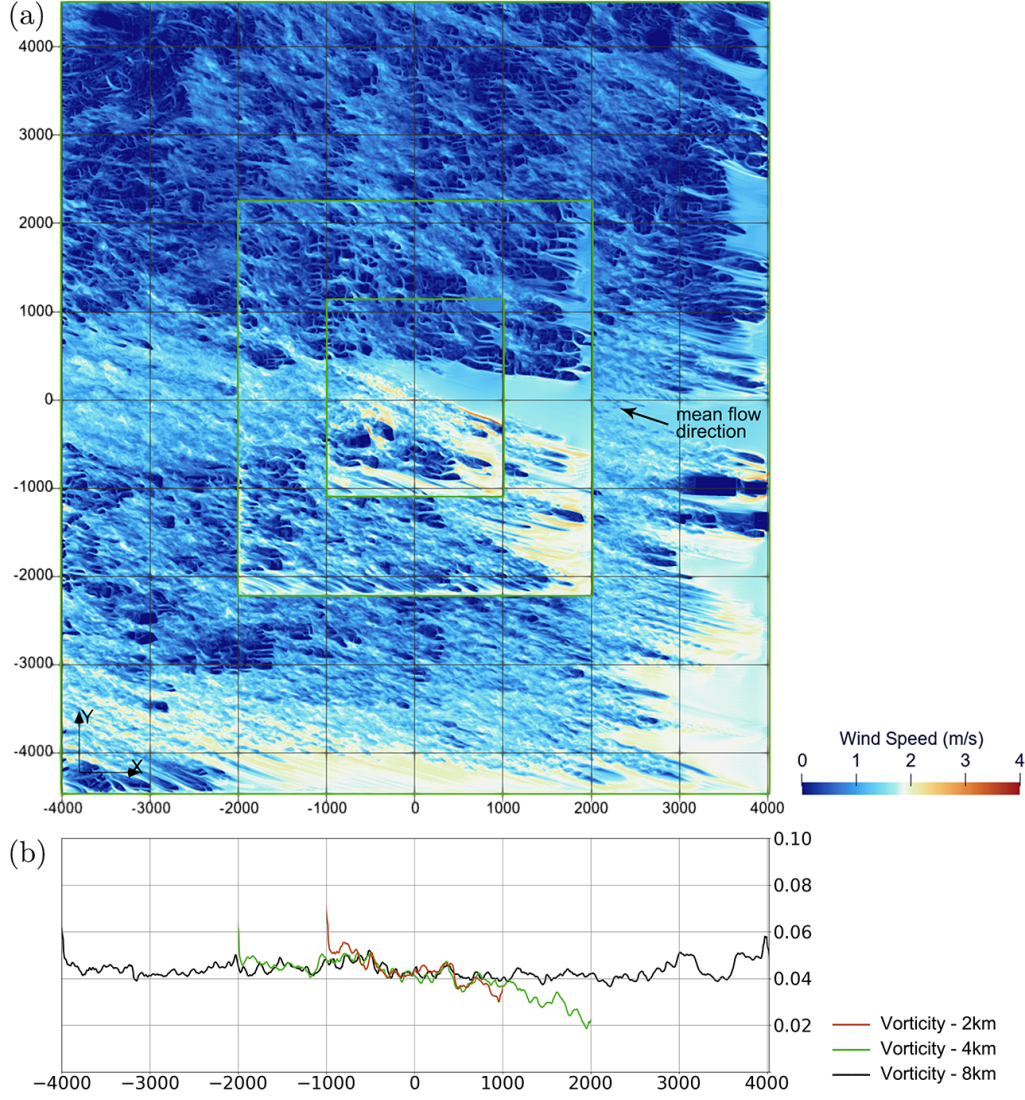 (a)
4000
3000
2000
1000
0
-1000
-2000
-3000
-4000
mean flow
direction
Y
X
-4000 -3000 -2000 -1000 0 1000 2000 3000 4000
Wind Speed (m/s)
0 1 2 3 4
(b)
0.10
0.08
0.06
0.04
0.02
Vorticity - 2km
Vorticity - 4km
Vorticity - 8km
−4000 −3000 −2000 −1000 0 1000 2000 3000 4000